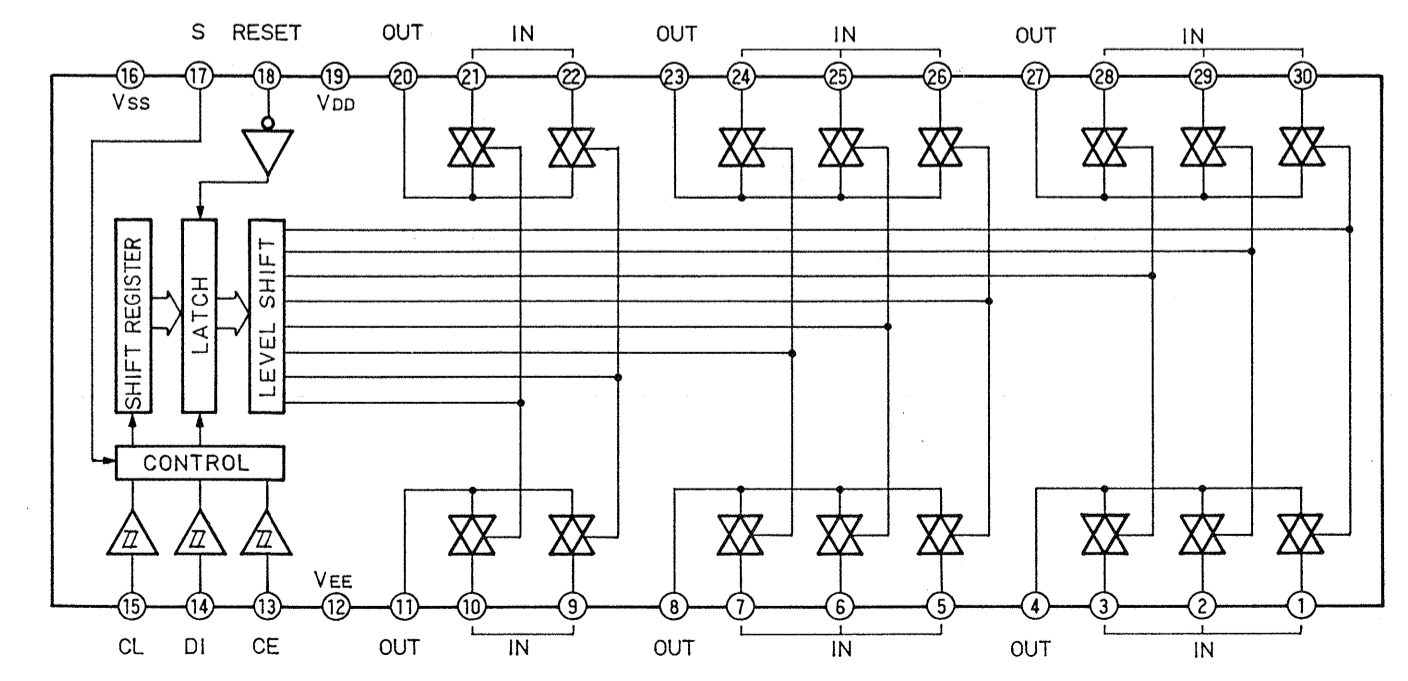 S RESET OUT IN OUT IN OUT IN
16 17 18 19 20 21 22 23 24 25 26 27 28 29 30
VSS VDD
SHIFT REGISTER
LATCH
LEVEL SHIFT
CONTROL
VEE
15 14 13 12 11 10 9 8 7 6 5 4 3 2 1
CL DI CE OUT IN OUT IN OUT IN